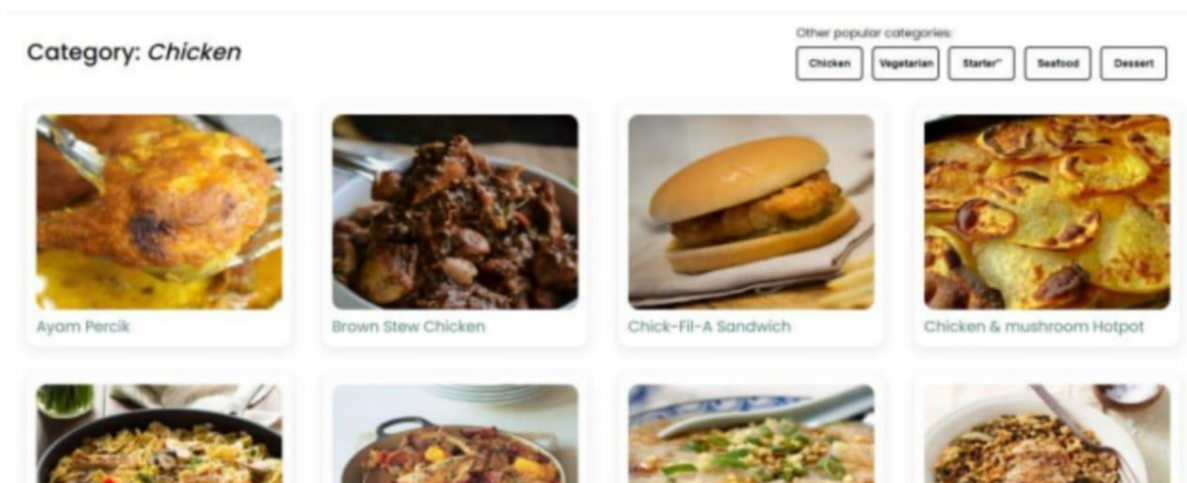 Other popular categories:
Category: Chicken
Chicken Vegetarian Starter Seafood Dessert
Ayam Percik
Brown Stew Chicken
Chick-Fil-A Sandwich
Chicken & mushroom Hotpot